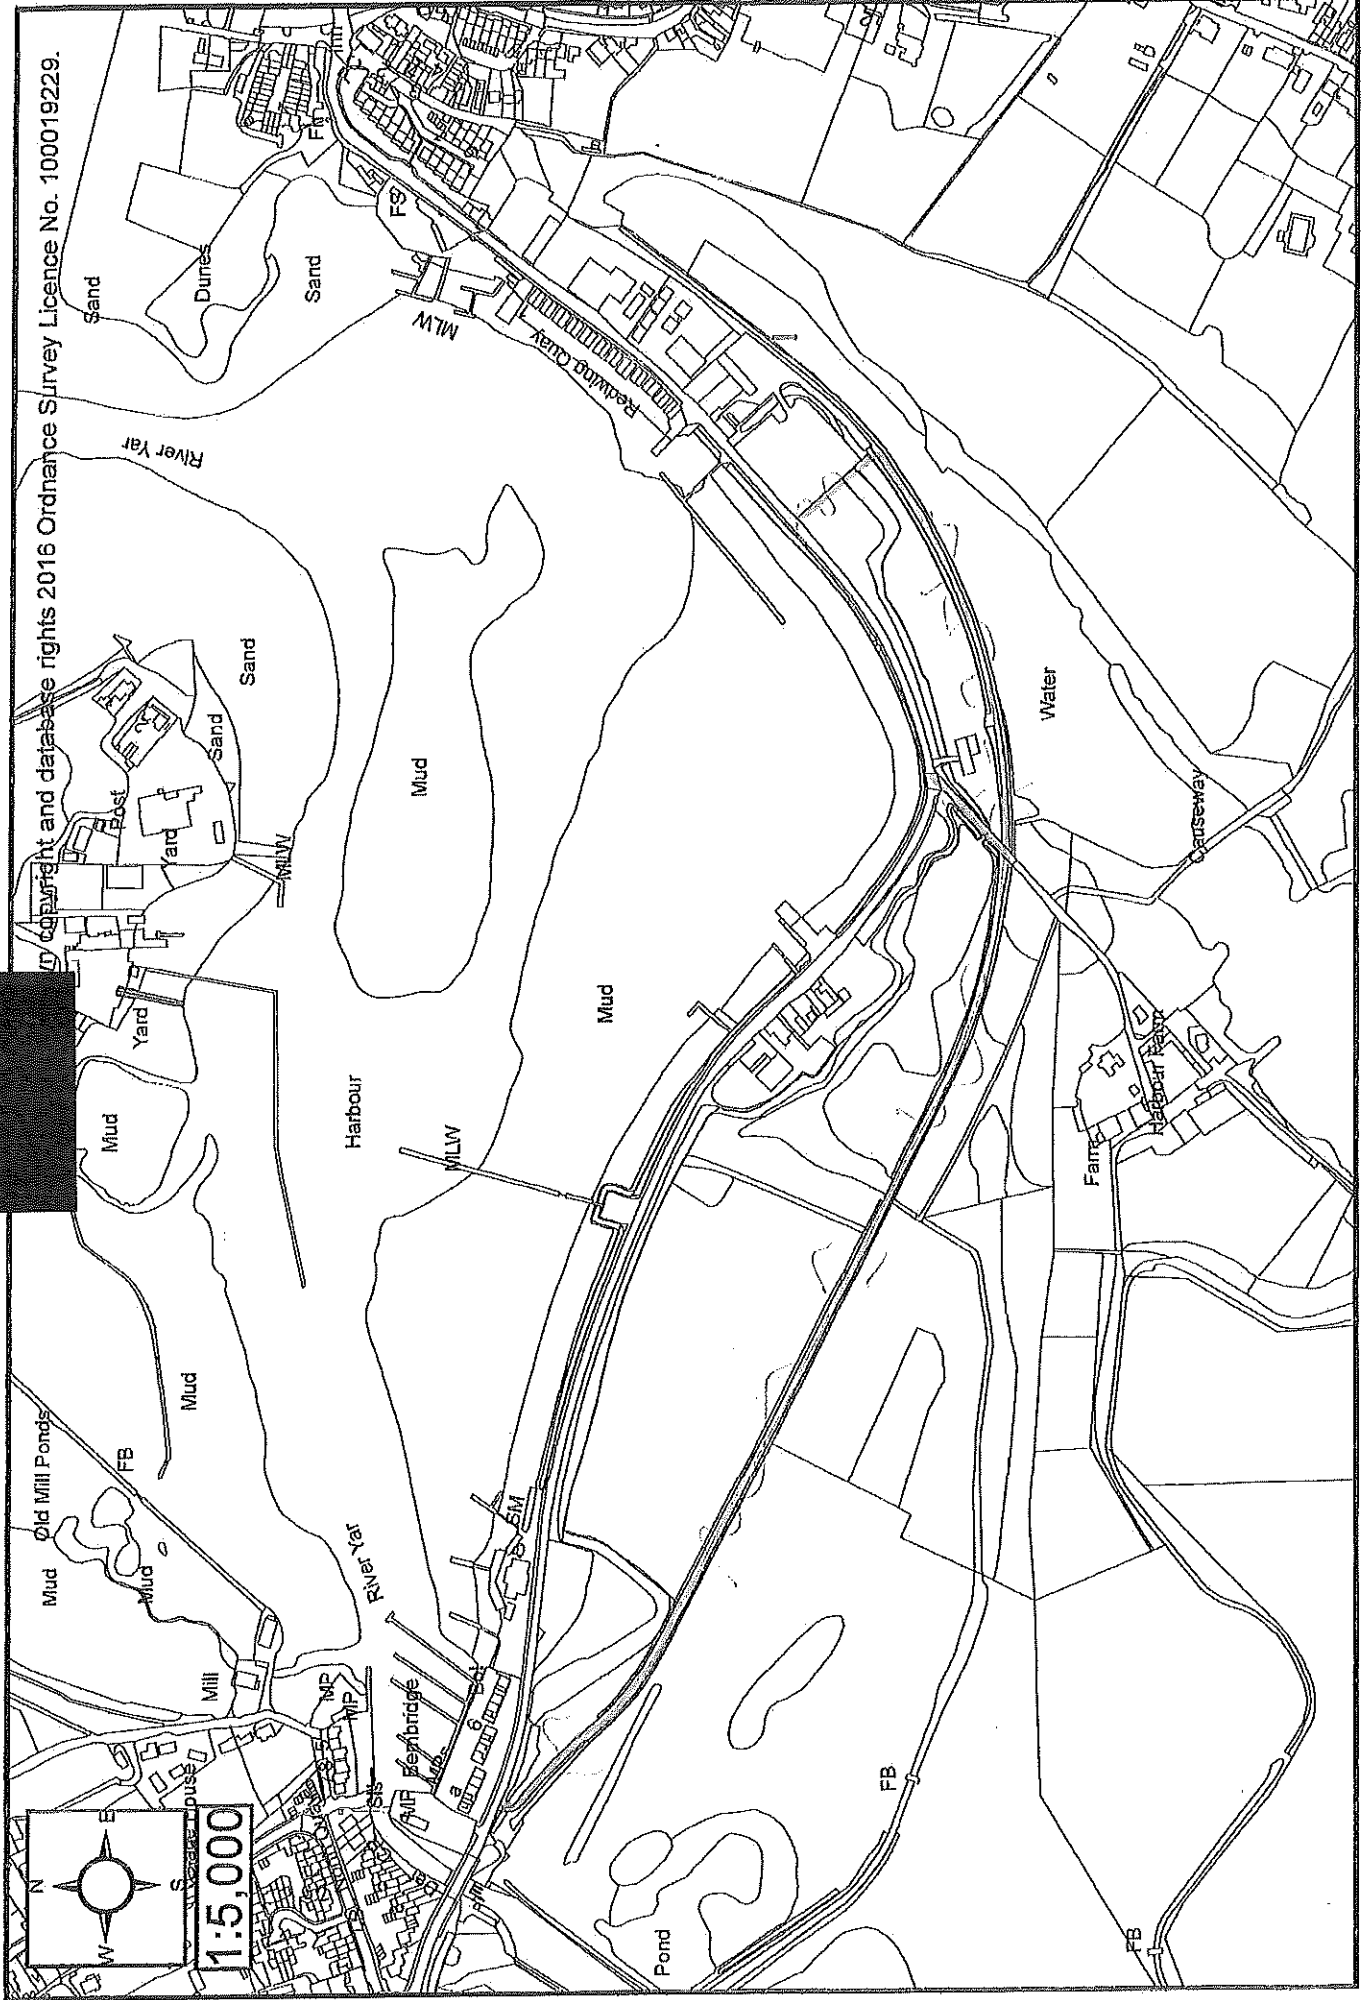 wn copyright and database rights 2016 Ordnance Survey Licence No. 100019229.
N
W
E
S
1:5,000
Old Mill Ponds
Mud
FB
Mud
Mud
Mud
Yard
Yard
Post
Sand
Sand
River Yar
Sand
Dunes
Sand
Mill
MP
MP
River Yar
Harbour
MLW
MLW
Mud
MLW
FS
Redwing Quay
Bembridge
MP
a
6
SM
Mud
Water
Causeway
Farm
Harbour Farm
Pond
FB
FB